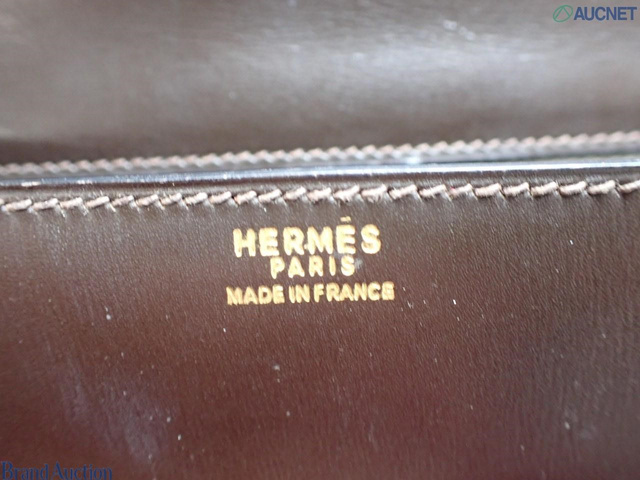 AUCNET
HERMÈS
PARIS
MADE IN FRANCE
Brand Auction